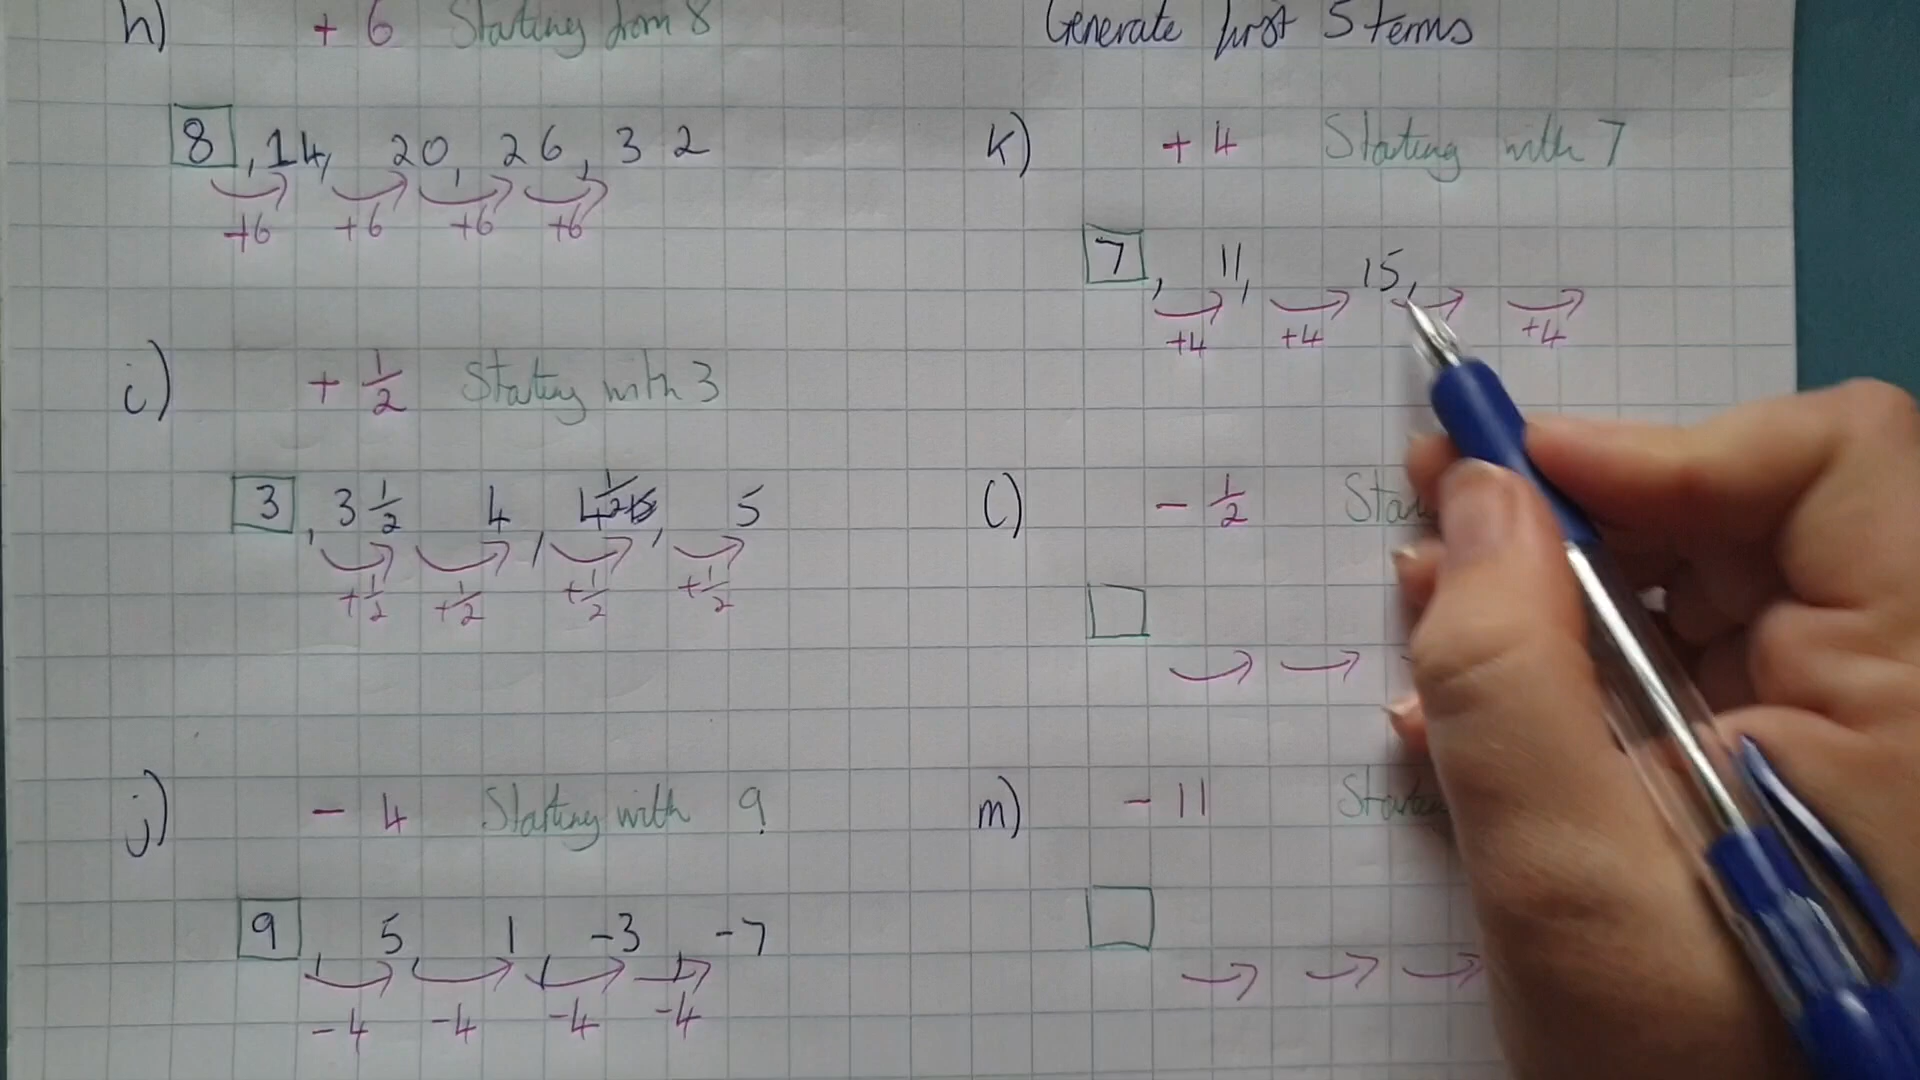 h) + 6 Starting from 8
8, 14, 20, 26, 32
+6 +6 +6 +6
i) + 1/2 Starting with 3
3, 3 1/2 4, 4 1/2, 5
+1/2 +1/2 +1/2 +1/2
j) - 4 Starting with 9
9, 5, 1, -3, -7
-4 -4 -4 -4
Generate first 5 terms
k) + 4 Starting with 7
7, 11, 15,
+4 +4 +4
l) - 1/2
m) - 11